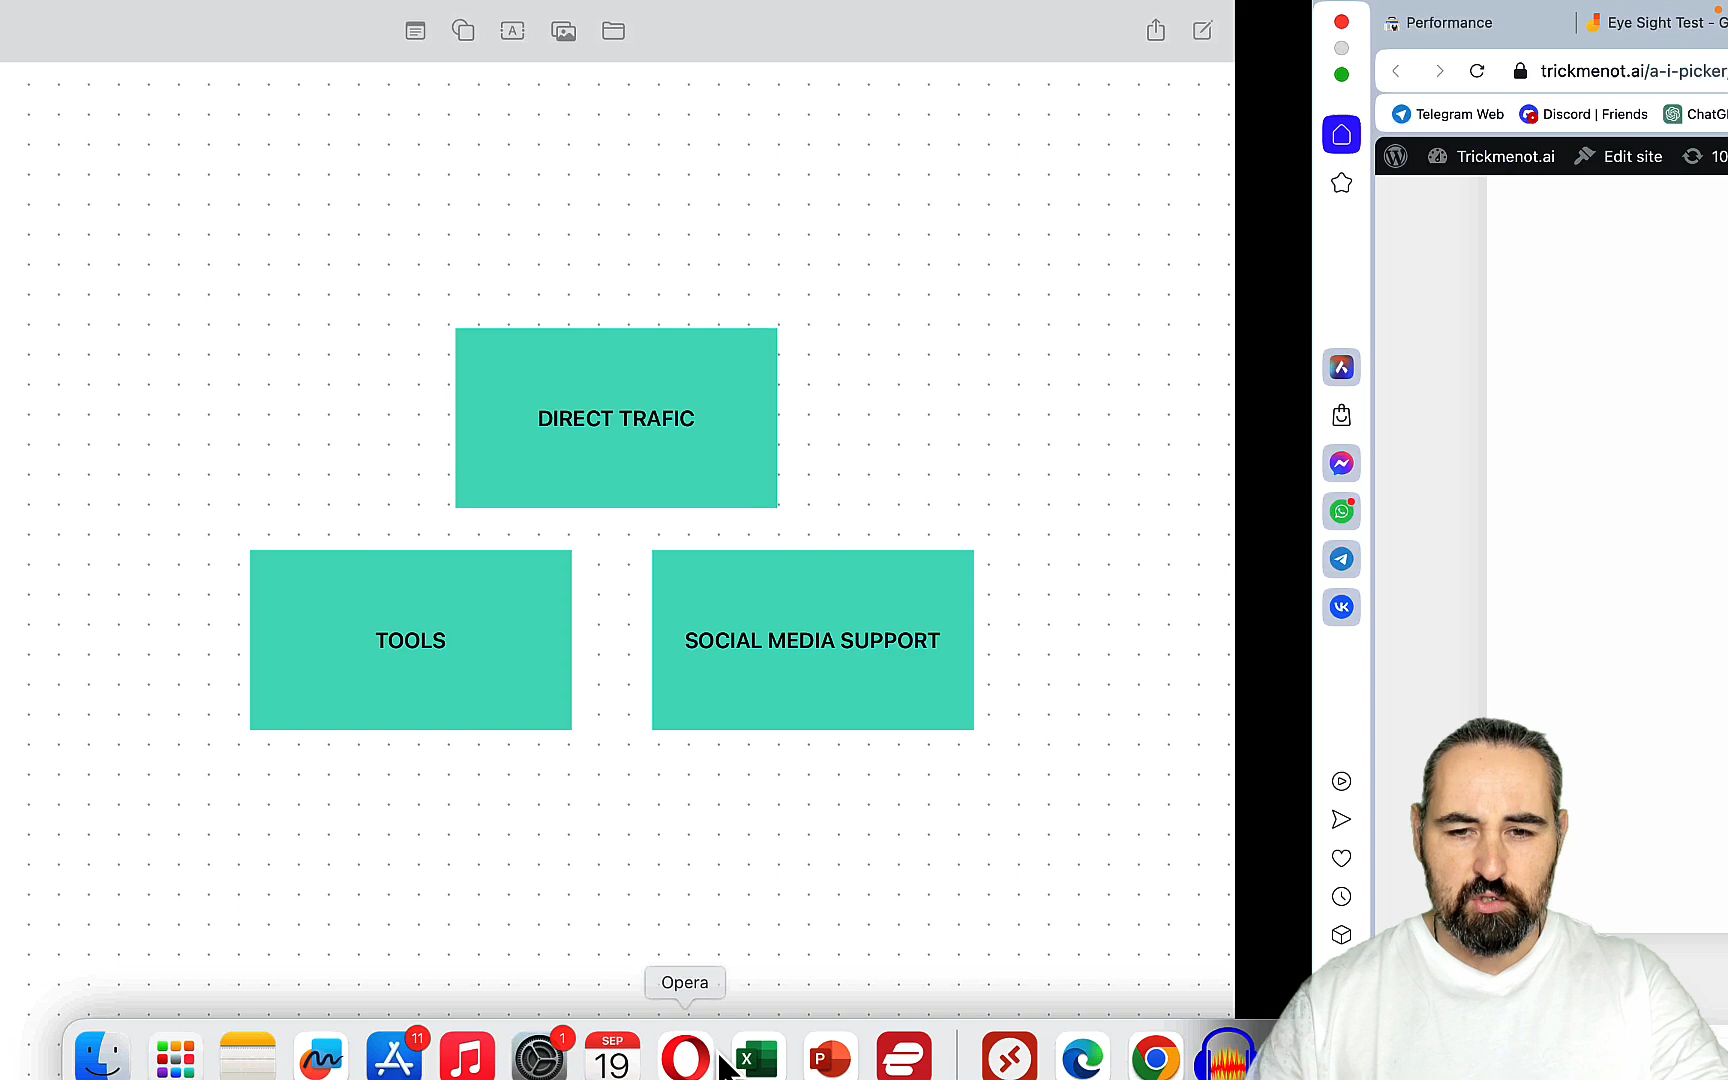 Performance
Eye Sight Test - G
trickmenot.ai/a-i-picker
Telegram Web
Discord | Friends
ChatG
Trickmenot.ai
Edit site
10
DIRECT TRAFIC
TOOLS
SOCIAL MEDIA SUPPORT
Opera
11
1
SEP
19
X
P